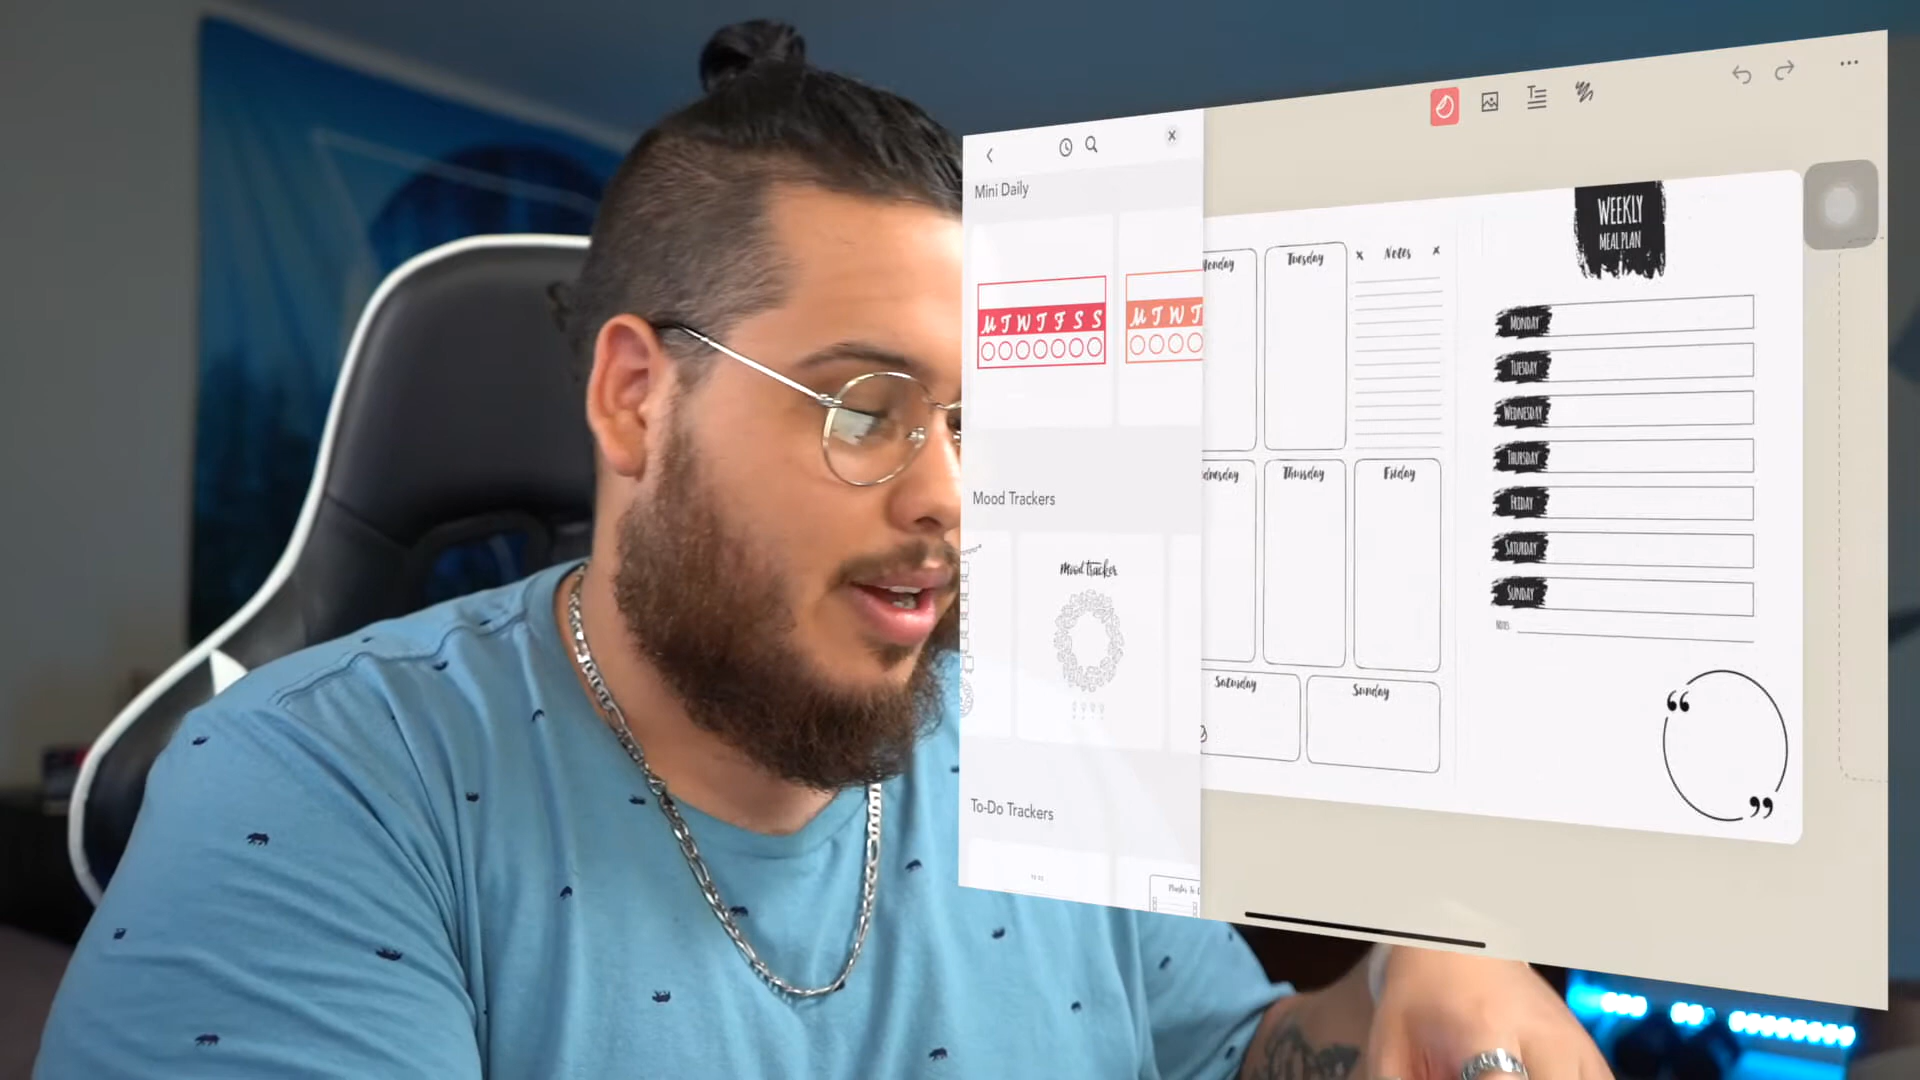 Mini Daily
M T W T F S S
M T W T
Mood Trackers
Mood tracker
To-Do Trackers
Tuesday
x Notes x
Thursday
Friday
Saturday
Sunday
WEEKLY
MEAL PLAN
MONDAY
TUESDAY
WEDNESDAY
THURSDAY
FRIDAY
SATURDAY
SUNDAY
NOTES
“
”